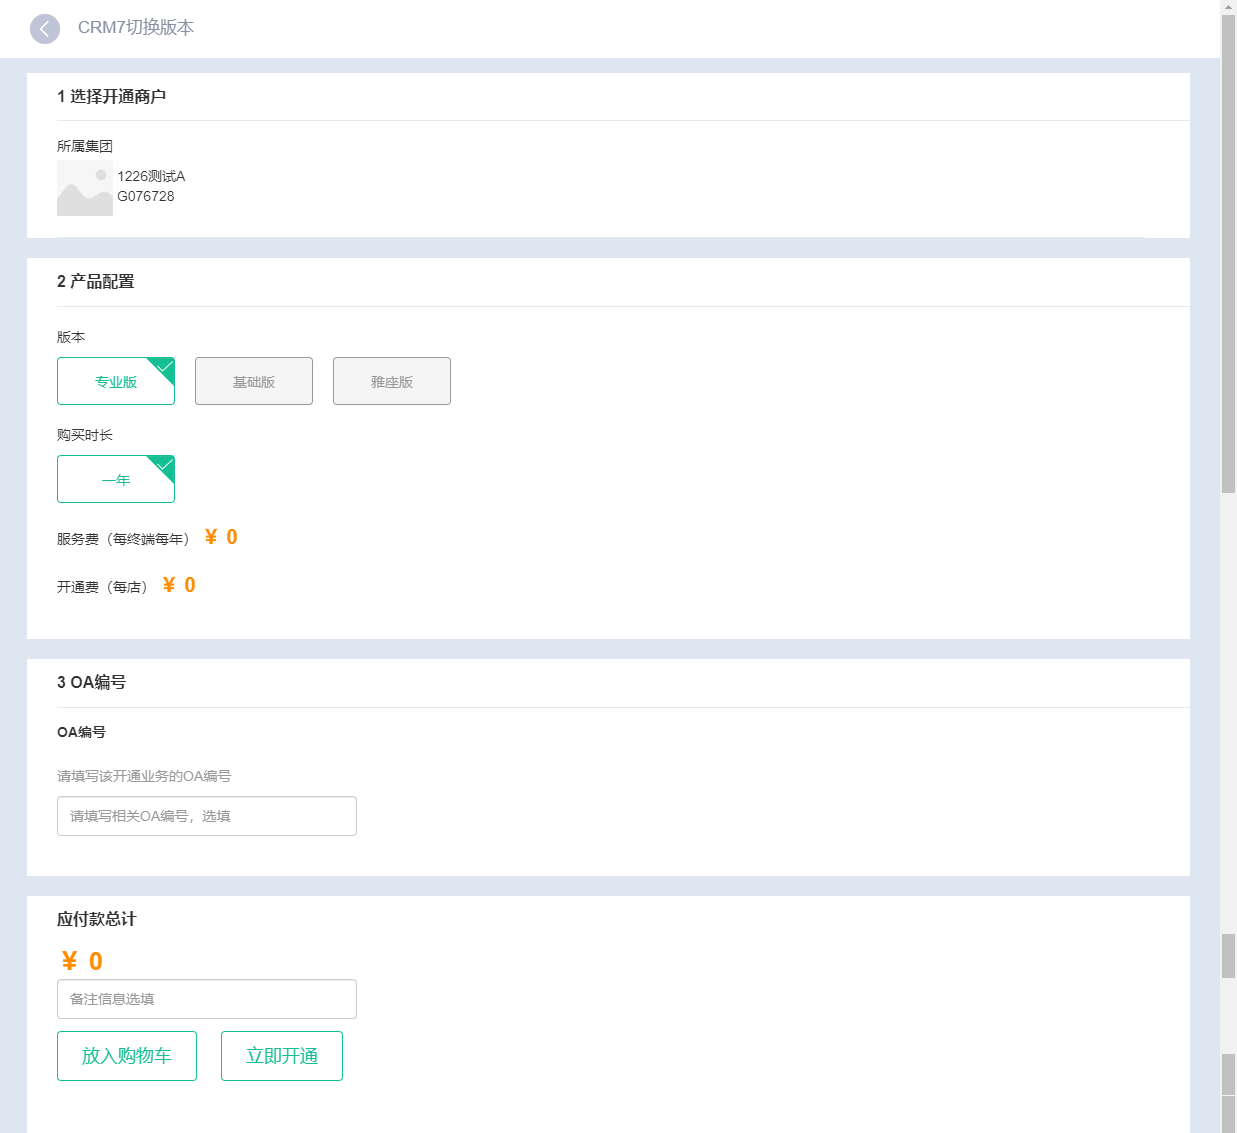 CRM7切换版本
1 选择开通商户
所属集团
1226测试A
G076728
2 产品配置
版本
专业版 基础版 雅座版
购买时长
一年
服务费（每终端每年） ¥ 0
开通费（每店） ¥ 0
3 OA编号
OA编号
请填写该开通业务的OA编号
请填写相关OA编号，选填
应付款总计
¥ 0
备注信息选填
放入购物车 立即开通